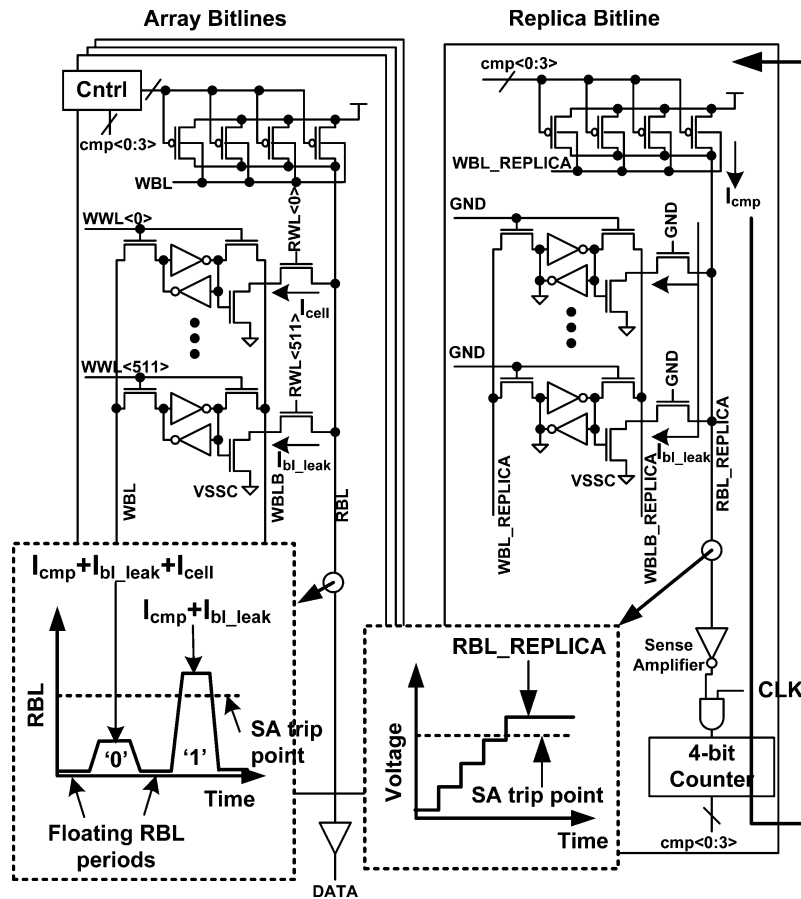 Array Bitlines
Replica Bitline
Cntrl
cmp<0:3>
WBL
WWL<0>
RWL<0>
I_cell
WWL<511>
RWL<511>
I_bl_leak
VSSC
WBL
WBLB
RBL
cmp<0:3>
WBL_REPLICA
I_cmp
GND
GND
GND
GND
I_bl_leak
VSSC
WBL_REPLICA
WBLB_REPLICA
RBL_REPLICA
I_cmp+I_bl_leak+I_cell
I_cmp+I_bl_leak
RBL
SA trip
point
'0'
'1'
Time
Floating RBL
periods
DATA
RBL_REPLICA
Voltage
SA trip point
Time
Sense
Amplifier
CLK
4-bit
Counter
cmp<0:3>